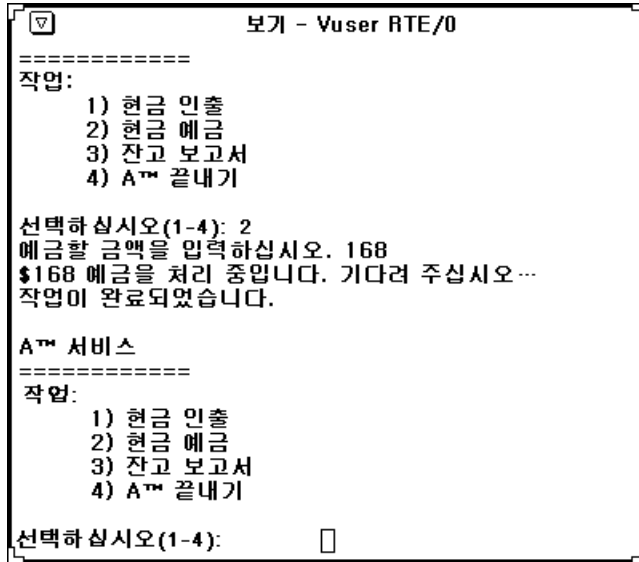 보기 - Vuser RTE/0
============
작업:
1) 현금 인출
2) 현금 예금
3) 잔고 보고서
4) A™ 끝내기
선택하십시오(1-4): 2
예금할 금액을 입력하십시오. 168
$168 예금을 처리 중입니다. 기다려 주십시오…
작업이 완료되었습니다.
A™ 서비스
============
작업:
1) 현금 인출
2) 현금 예금
3) 잔고 보고서
4) A™ 끝내기
선택하십시오(1-4):